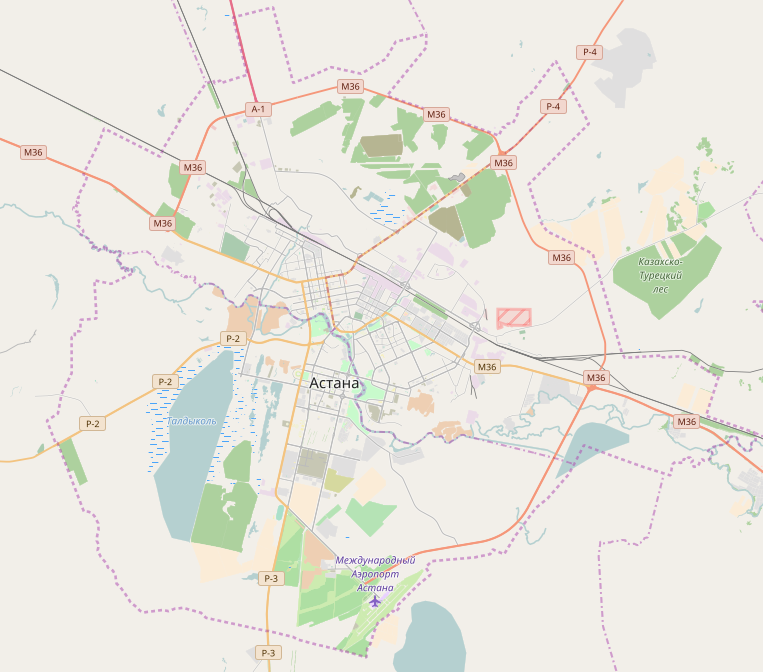 Р-4
М36
А-1
М36
Р-4
М36
М36
М36
М36
М36
Казахско-
Турецкий
лес
Р-2
М36
Астана
М36
Р-2
Талдыколь
Р-2
М36
Международный
Аэропорт
Астана
Р-3
Р-3